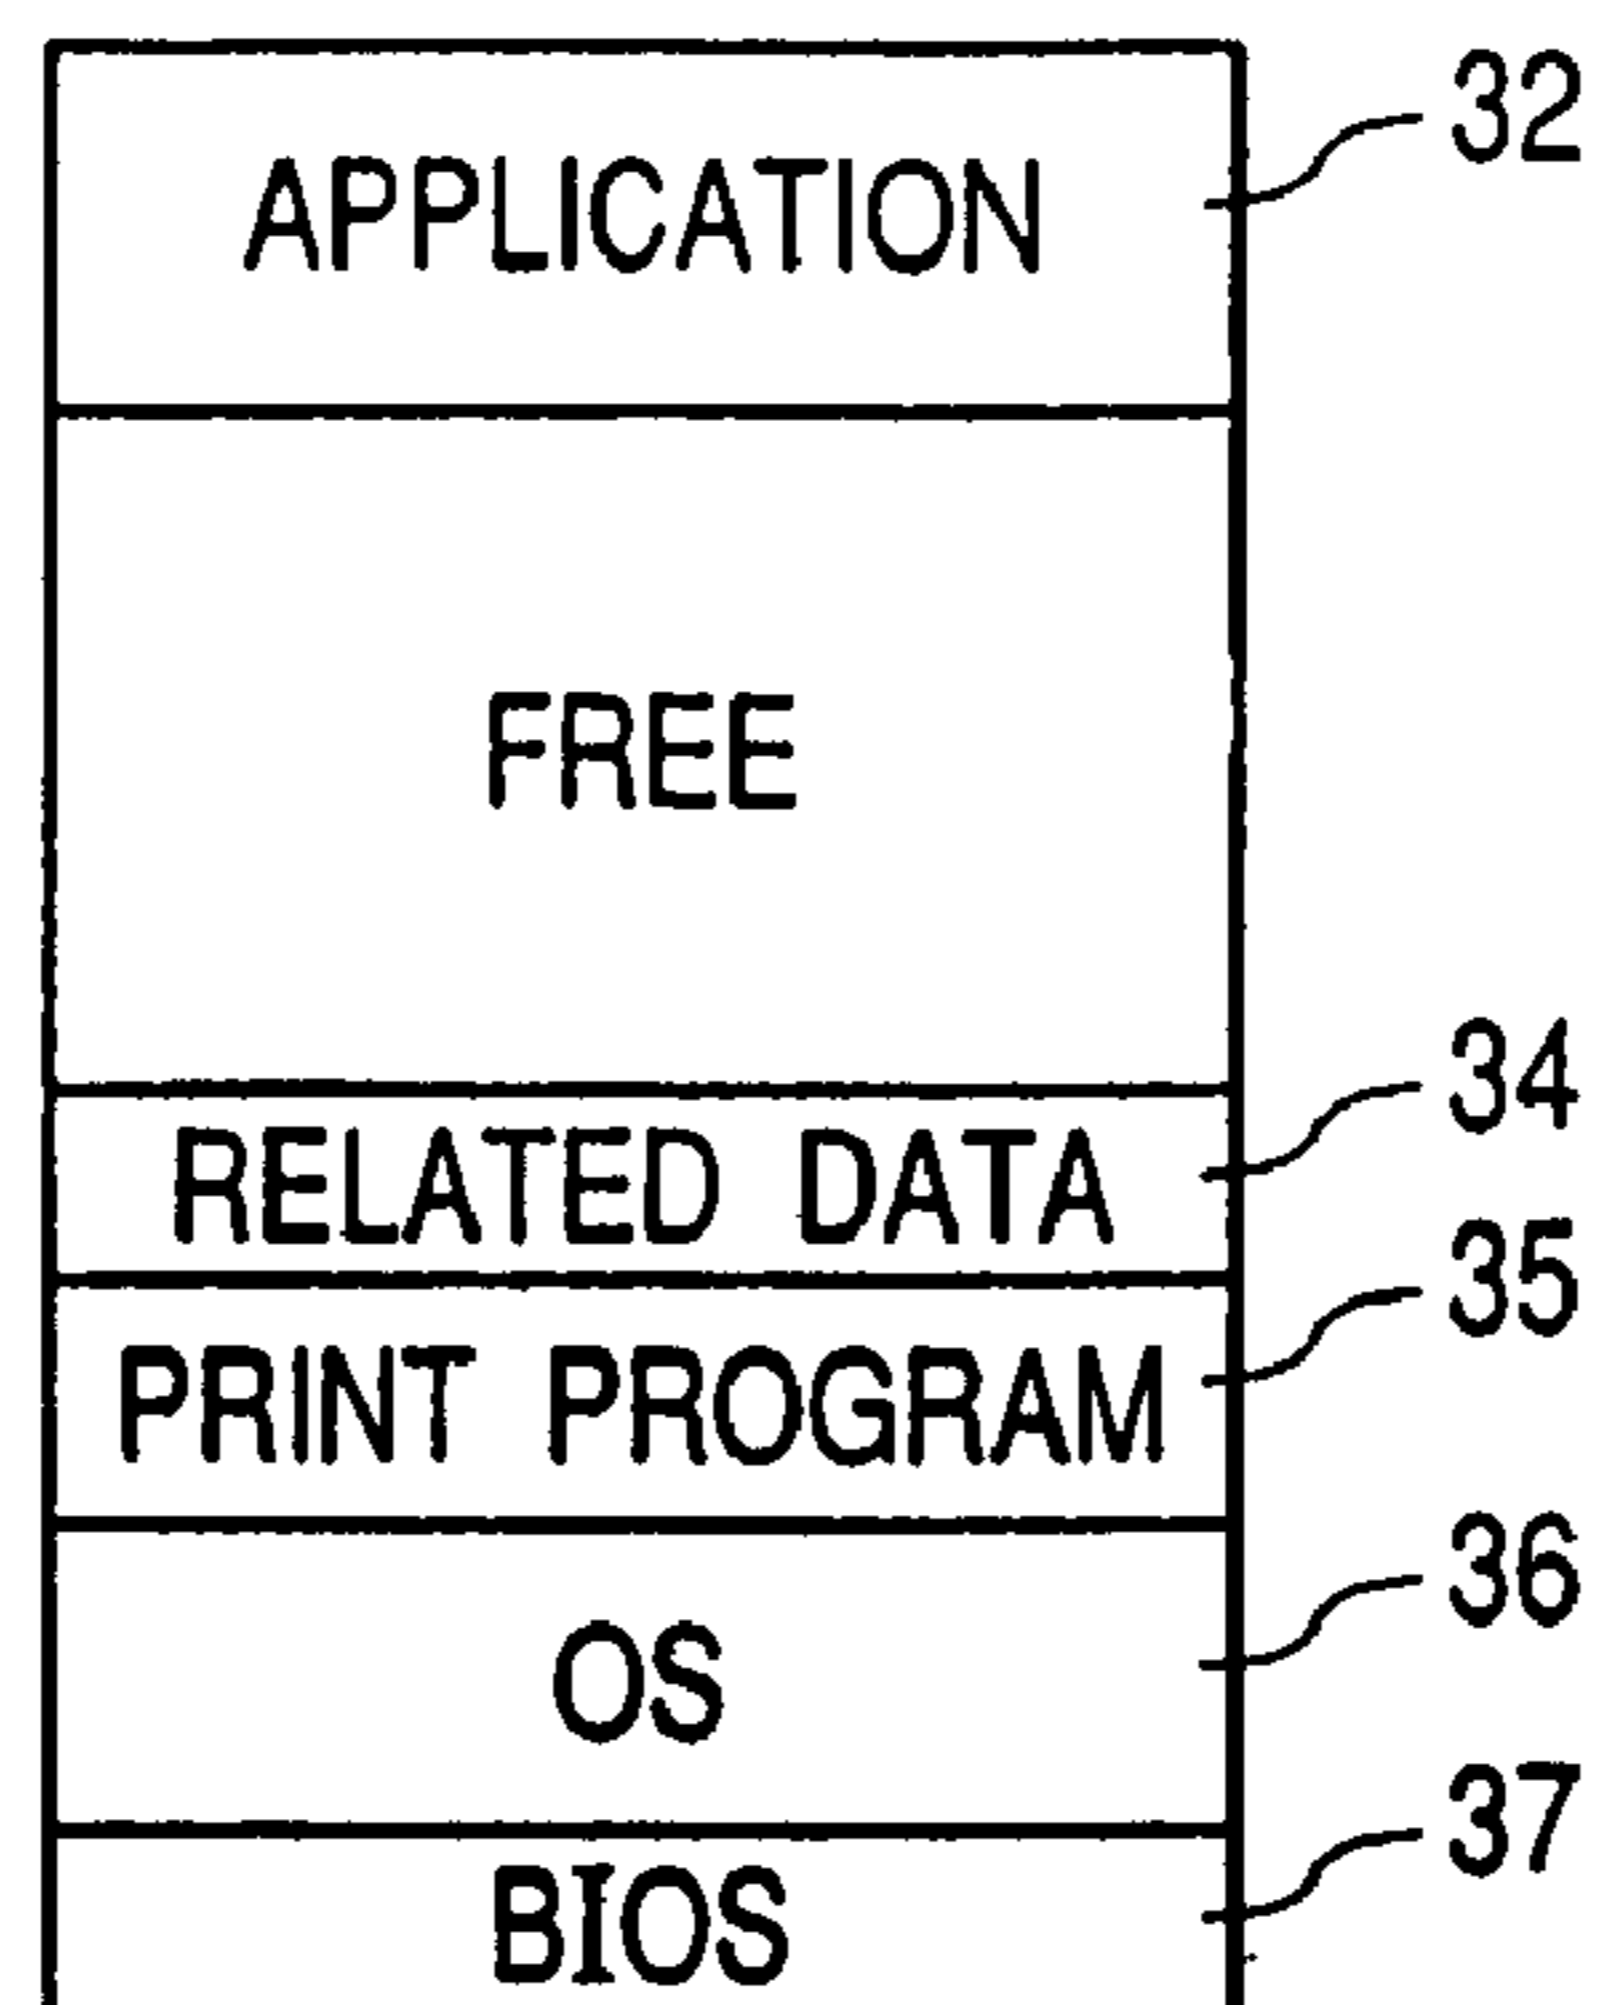 APPLICATION 32
FREE
RELATED DATA 34
PRINT PROGRAM 35
OS 36
BIOS 37